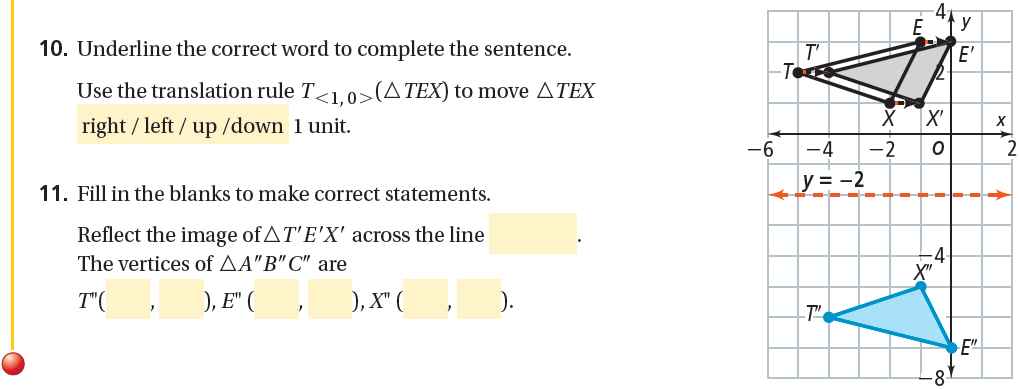 10. Underline the correct word to complete the sentence.
Use the translation rule T<1, 0>(△TEX) to move △TEX
right / left / up /down 1 unit.
11. Fill in the blanks to make correct statements.
Reflect the image of △T′E′X′ across the line .
The vertices of △A″B″C″ are
T"( , ), E" ( , ), X" ( , ).
4 y
E
E′
T′
T
2
X X′
x
−6 −4 −2 O 2
y = −2
−4
X″
T″
E″
−8